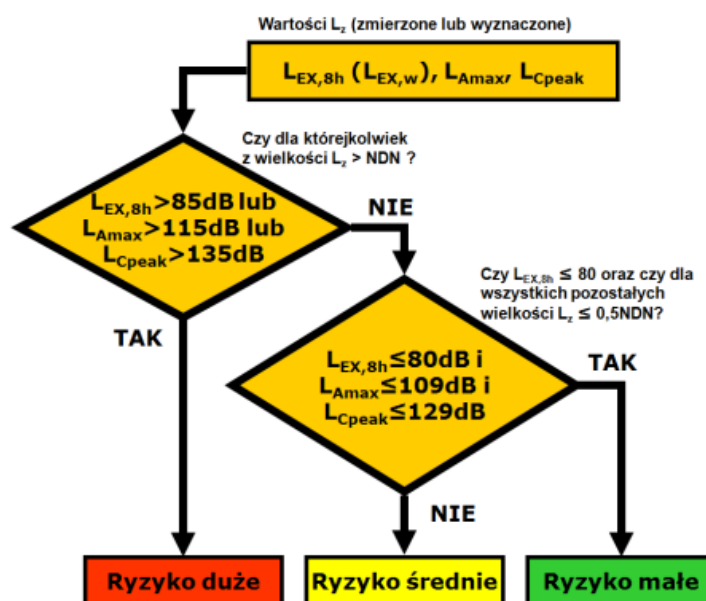 Wartości Lz (zmierzone lub wyznaczone)
LEX,8h (LEX,w), LAmax, LCpeak
Czy dla którejkolwiek
z wielkości Lz > NDN ?
LEX,8h>85dB lub
LAmax>115dB lub
LCpeak>135dB
NIE
TAK
Czy LEX,8h ≤ 80 oraz czy dla
wszystkich pozostałych
wielkości Lz ≤ 0,5NDN?
LEX,8h≤80dB i
LAmax≤109dB i
LCpeak≤129dB
TAK
NIE
Ryzyko duże
Ryzyko średnie
Ryzyko małe